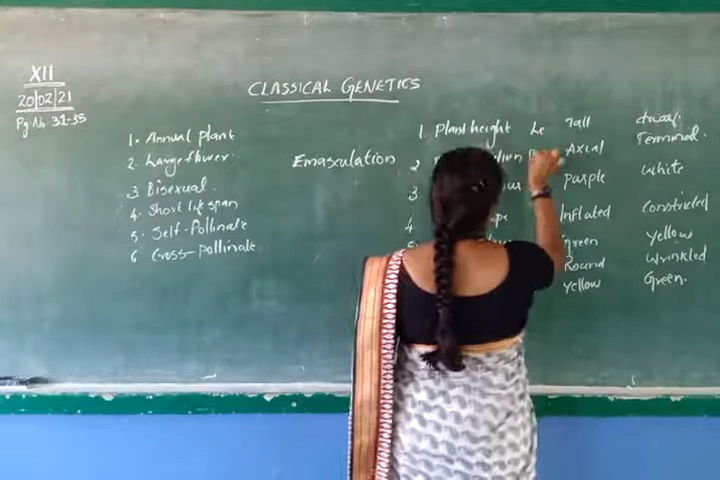 XII
20/02/21
Pg No 31-35
CLASSICAL GENETICS
1. Annual plant
2. Large flower.
3 Bisexual.
4. Short life span
5. Self-Pollinate
6 Cross-pollinate
Emasculation
1. Plant height Le Tall dwarf.
2 Axial Terminal.
3. purple white
4. Inflated Constricted
green yellow
Round Wrinkled
yellow Green.